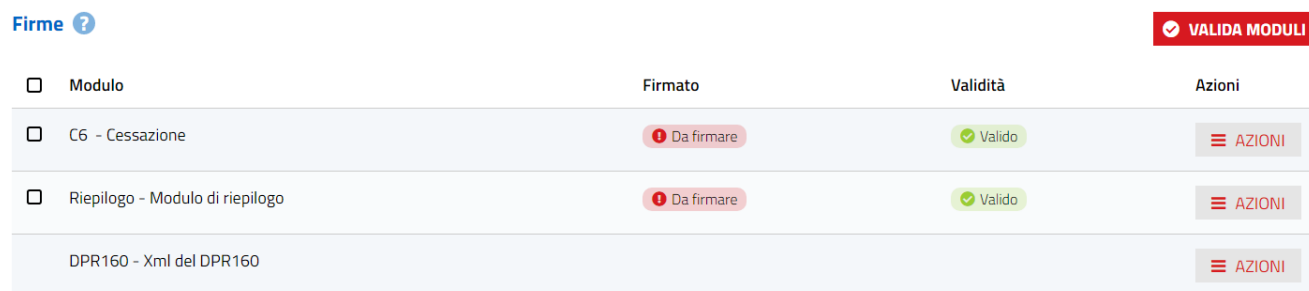 Firme ?
VALIDA MODULI
Modulo Firmato Validità Azioni
C6 - Cessazione Da firmare Valido AZIONI
Riepilogo - Modulo di riepilogo Da firmare Valido AZIONI
DPR160 - Xml del DPR160 AZIONI